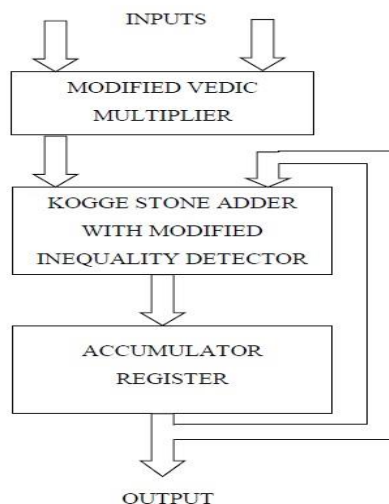 INPUTS
MODIFIED VEDIC
MULTIPLIER
KOGGE STONE ADDER
WITH MODIFIED
INEQUALITY DETECTOR
ACCUMULATOR
REGISTER
OUTPUT